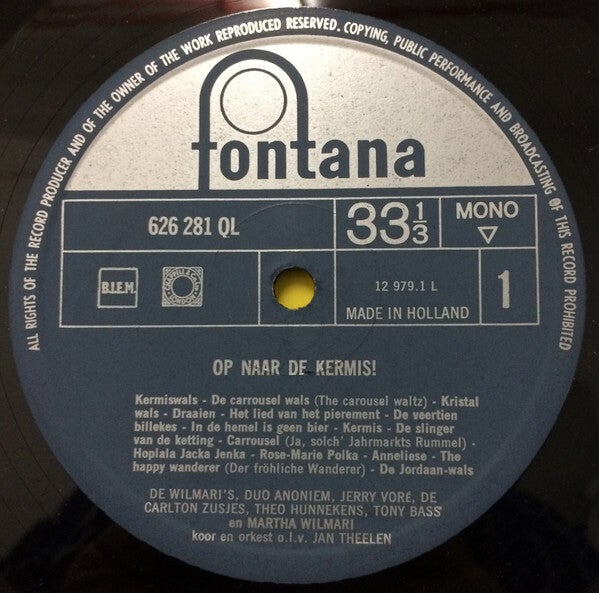 ALL RIGHTS OF THE RECORD PRODUCER AND OF THE OWNER OF THE WORK REPRODUCED RESERVED. COPYING, PUBLIC PERFORMANCE AND BROADCASTING OF THIS RECORD PROHIBITED
fontana
626 281 QL
33 1/3
MONO
▽
B.I.E.M.
12 979.1 L
MADE IN HOLLAND
1
OP NAAR DE KERMIS!
Kermiswals - De carrousel wals (The carousel waltz) - Kristal
wals - Draaien - Het lied van het pierement - De veertien
billekes - In de hemel is geen bier - Kermis - De slinger
van de ketting - Carrousel (Ja, solch' Jahrmarkts Rummel) -
Hoplala Jacka Jenka - Rose-Marie Polka - Anneliese - The
happy wanderer (Der fröhliche Wanderer) - De Jordaan-wals
DE WILMARI'S, DUO ANONIEM, JERRY VORÉ, DE
CARLTON ZUSJES, THEO HUNNEKENS, TONY BASS
en MARTHA WILMARI
koor en orkest o.l.v. JAN THEELEN